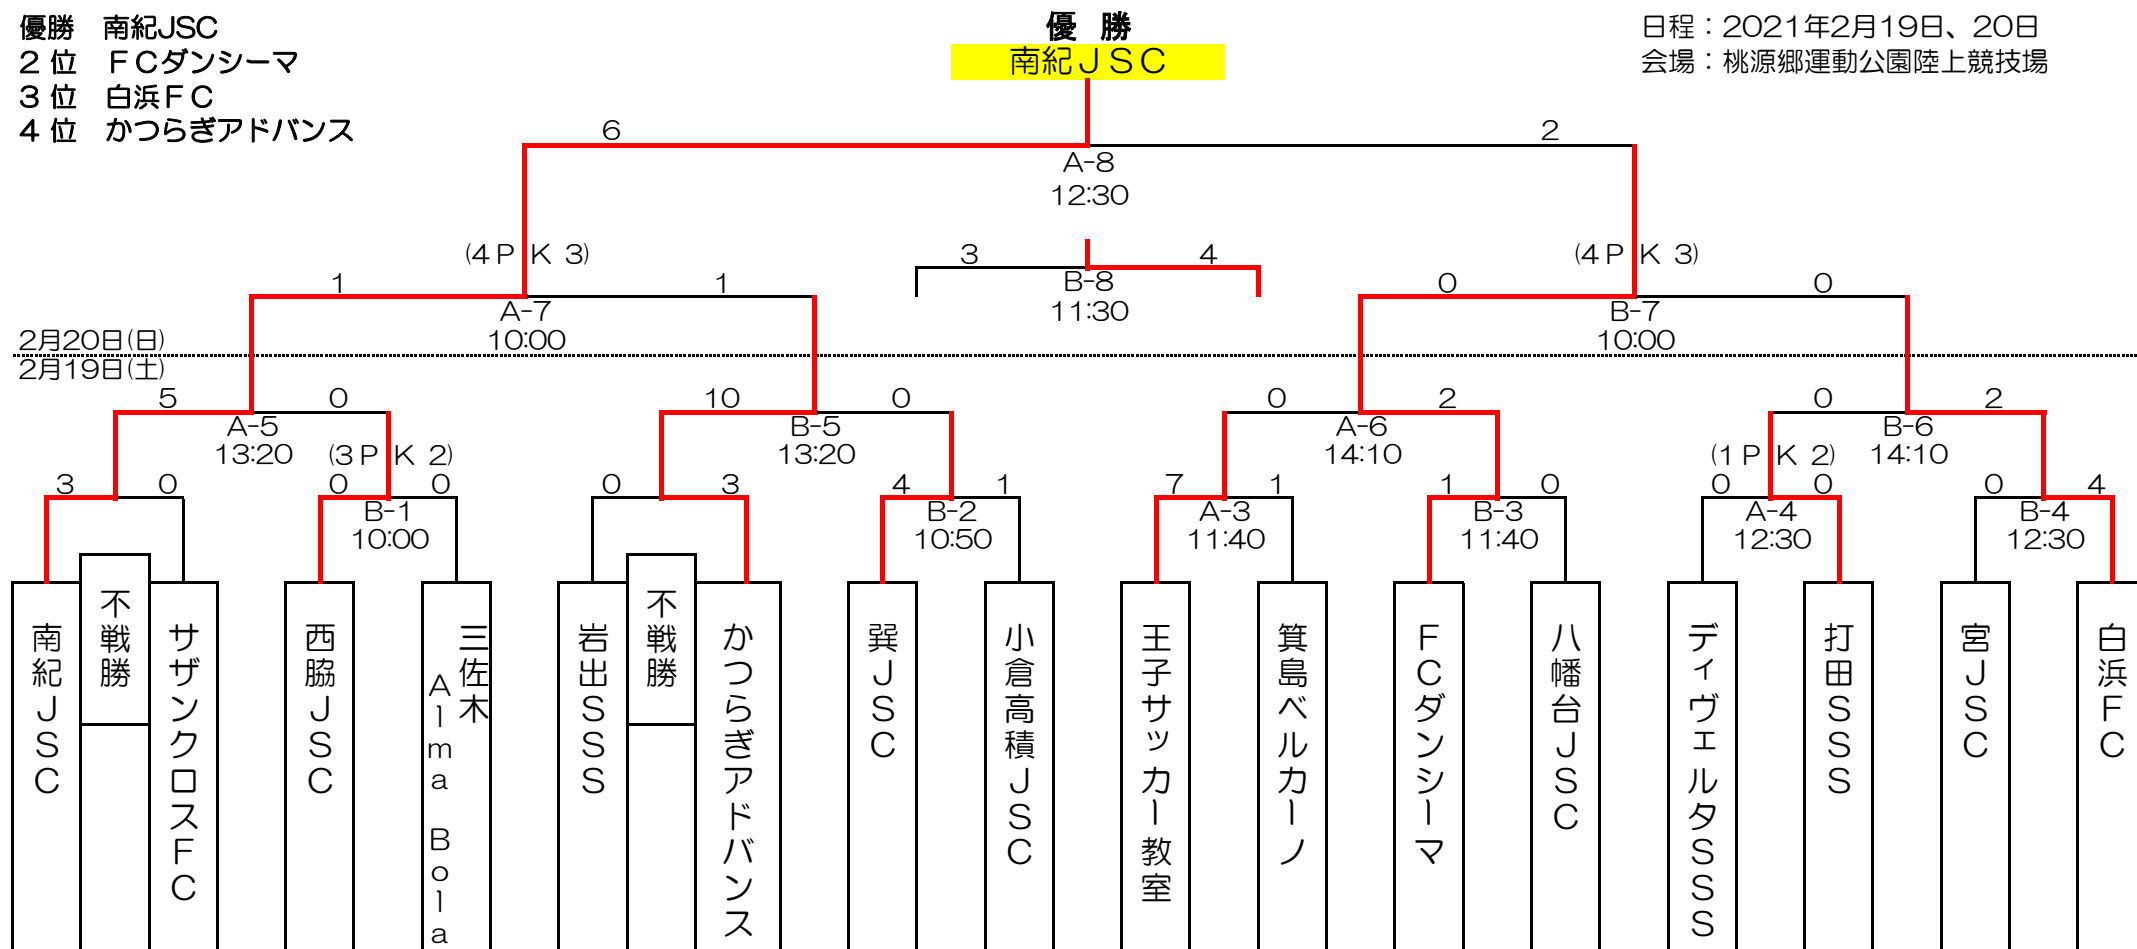 優勝　南紀JSC
２位　ＦＣダンシーマ
３位　白浜ＦＣ
４位　かつらぎアドバンス
優 勝
南紀ＪＳＣ
日程：2021年2月19日、20日
会場：桃源郷運動公園陸上競技場
6
2
A-8
12:30
(4ＰＫ 3)
3
4
(4ＰＫ 3)
1
1
B-8
0
0
A-7
11:30
B-7
2月20日(日)
10:00
10:00
2月19日(土)
5
0
10
0
0
2
0
2
A-5
B-5
A-6
B-6
13:20
(3ＰＫ 2)
13:20
14:10
(1ＰＫ 2)
14:10
3
0
0
0
0
3
4
1
7
1
1
0
0
0
0
4
B-1
B-2
A-3
B-3
A-4
B-4
10:00
10:50
11:40
11:40
12:30
12:30
南紀ＪＳＣ
不戦勝
サザンクロスＦＣ
西脇ＪＳＣ
三佐木
Ａｌｍａ　Ｂｏｌａ
岩出ＳＳＳ
不戦勝
かつらぎアドバンス
巽ＪＳＣ
小倉高積ＪＳＣ
王子サッカー教室
箕島ベルカーノ
ＦＣダンシーマ
八幡台ＪＳＣ
ディヴェルタＳＳＳ
打田ＳＳＳ
宮ＪＳＣ
白浜ＦＣ